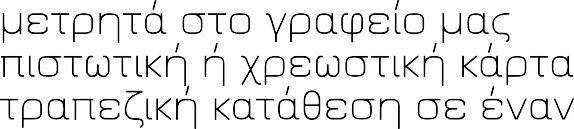 μετρητά στο γραφείο μας
πιστωτική ή χρεωστική κάρτα
τραπεζική κατάθεση σε έναν